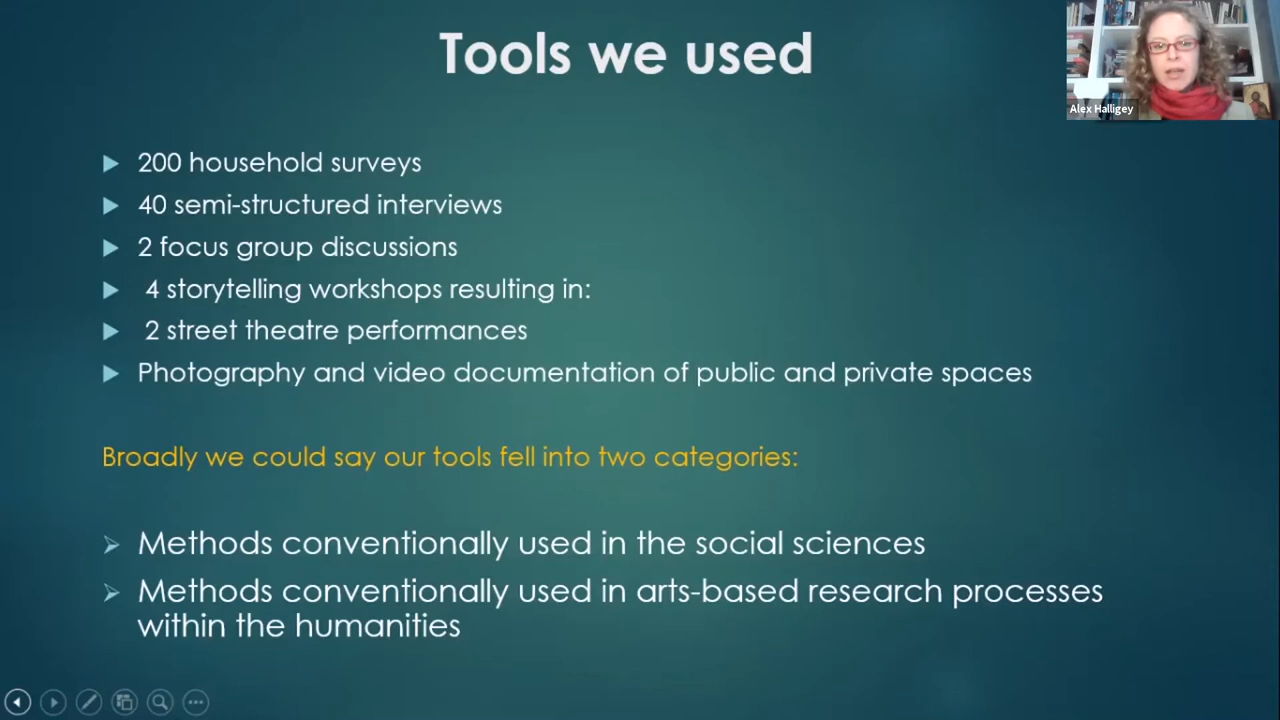 Tools we used
Alex Halligey
200 household surveys
40 semi-structured interviews
2 focus group discussions
4 storytelling workshops resulting in:
2 street theatre performances
Photography and video documentation of public and private spaces
Broadly we could say our tools fell into two categories:
Methods conventionally used in the social sciences
Methods conventionally used in arts-based research processes
within the humanities